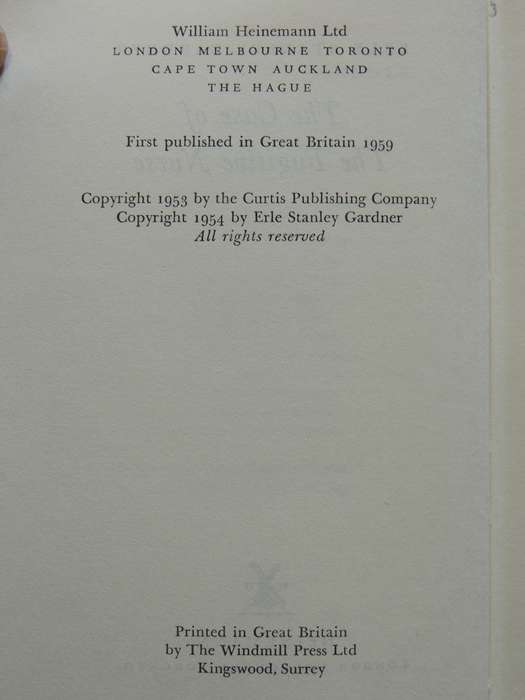 William Heinemann Ltd
LONDON MELBOURNE TORONTO
CAPE TOWN AUCKLAND
THE HAGUE
First published in Great Britain 1959
Copyright 1953 by the Curtis Publishing Company
Copyright 1954 by Erle Stanley Gardner
All rights reserved
Printed in Great Britain
by The Windmill Press Ltd
Kingswood, Surrey